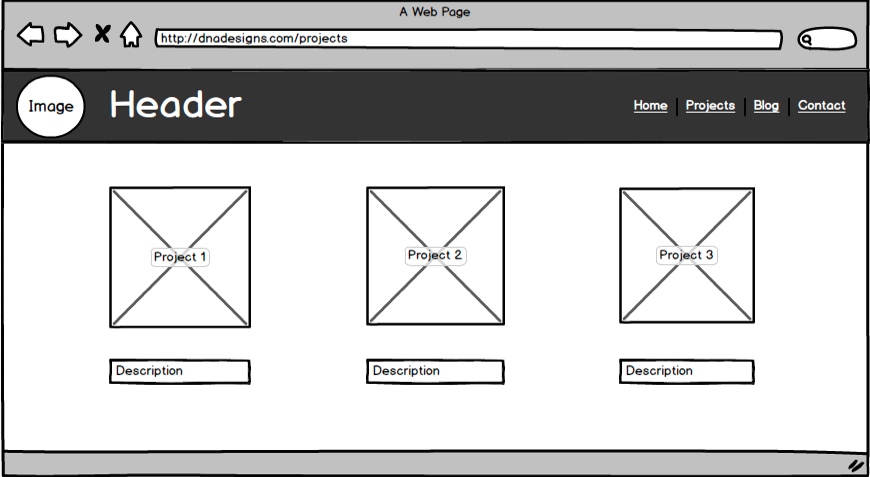 A Web Page
http://dnadesigns.com/projects
Image
Header
Home Projects Blog Contact
Project 1
Project 2
Project 3
Description
Description
Description